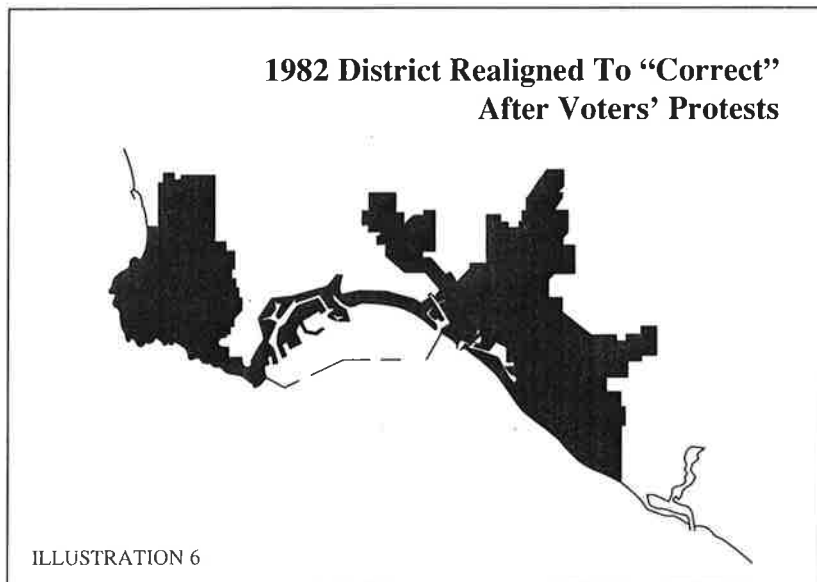 1982 District Realigned To “Correct”
After Voters’ Protests
ILLUSTRATION 6